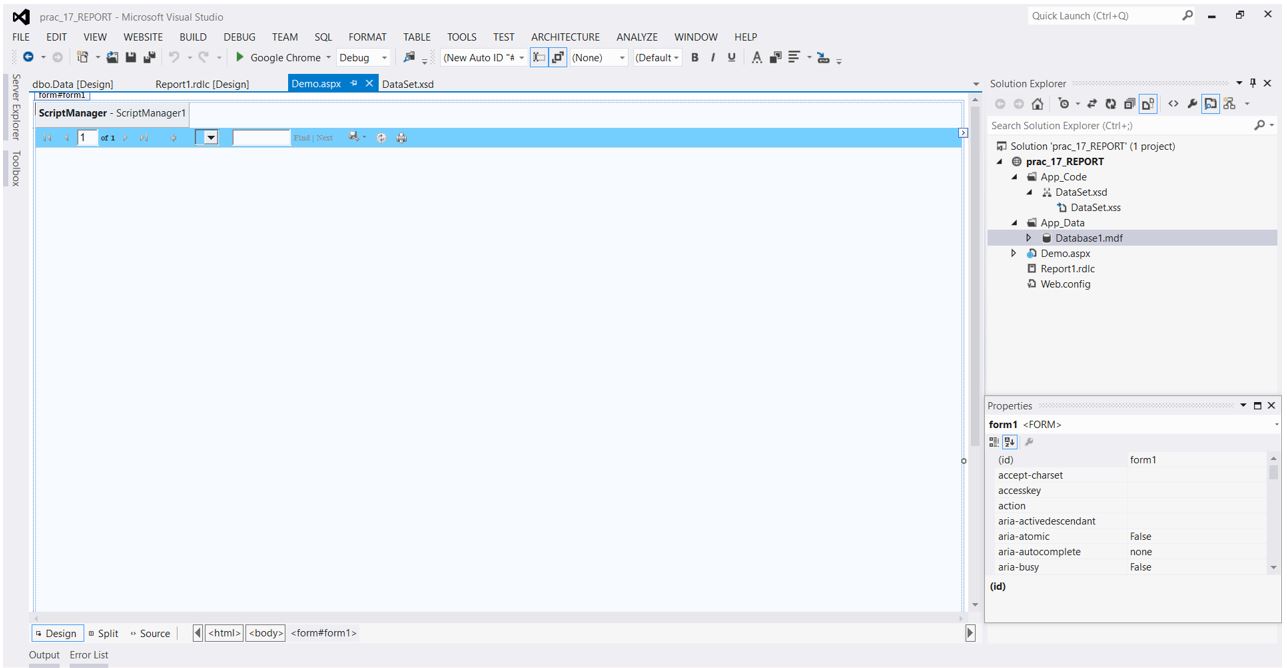 prac_17_REPORT - Microsoft Visual Studio
Quick Launch (Ctrl+Q)
FILE EDIT VIEW WEBSITE BUILD DEBUG TEAM SQL FORMAT TABLE TOOLS TEST ARCHITECTURE ANALYZE WINDOW HELP
Google Chrome Debug (New Auto ID "# (None) (Default B I U A
Server Explorer
Toolbox
dbo.Data [Design] Report1.rdlc [Design] Demo.aspx DataSet.xsd
form#form1
ScriptManager - ScriptManager1
1 of 1 Find | Next
Solution Explorer
Search Solution Explorer (Ctrl+;)
Solution 'prac_17_REPORT' (1 project)
prac_17_REPORT
App_Code
DataSet.xsd
DataSet.xss
App_Data
Database1.mdf
Demo.aspx
Report1.rdlc
Web.config
Properties
form1 <FORM>
(id) form1
accept-charset
accesskey
action
aria-activedescendant
aria-atomic False
aria-autocomplete none
aria-busy False
(id)
Design Split Source <html> <body> <form#form1>
Output Error List